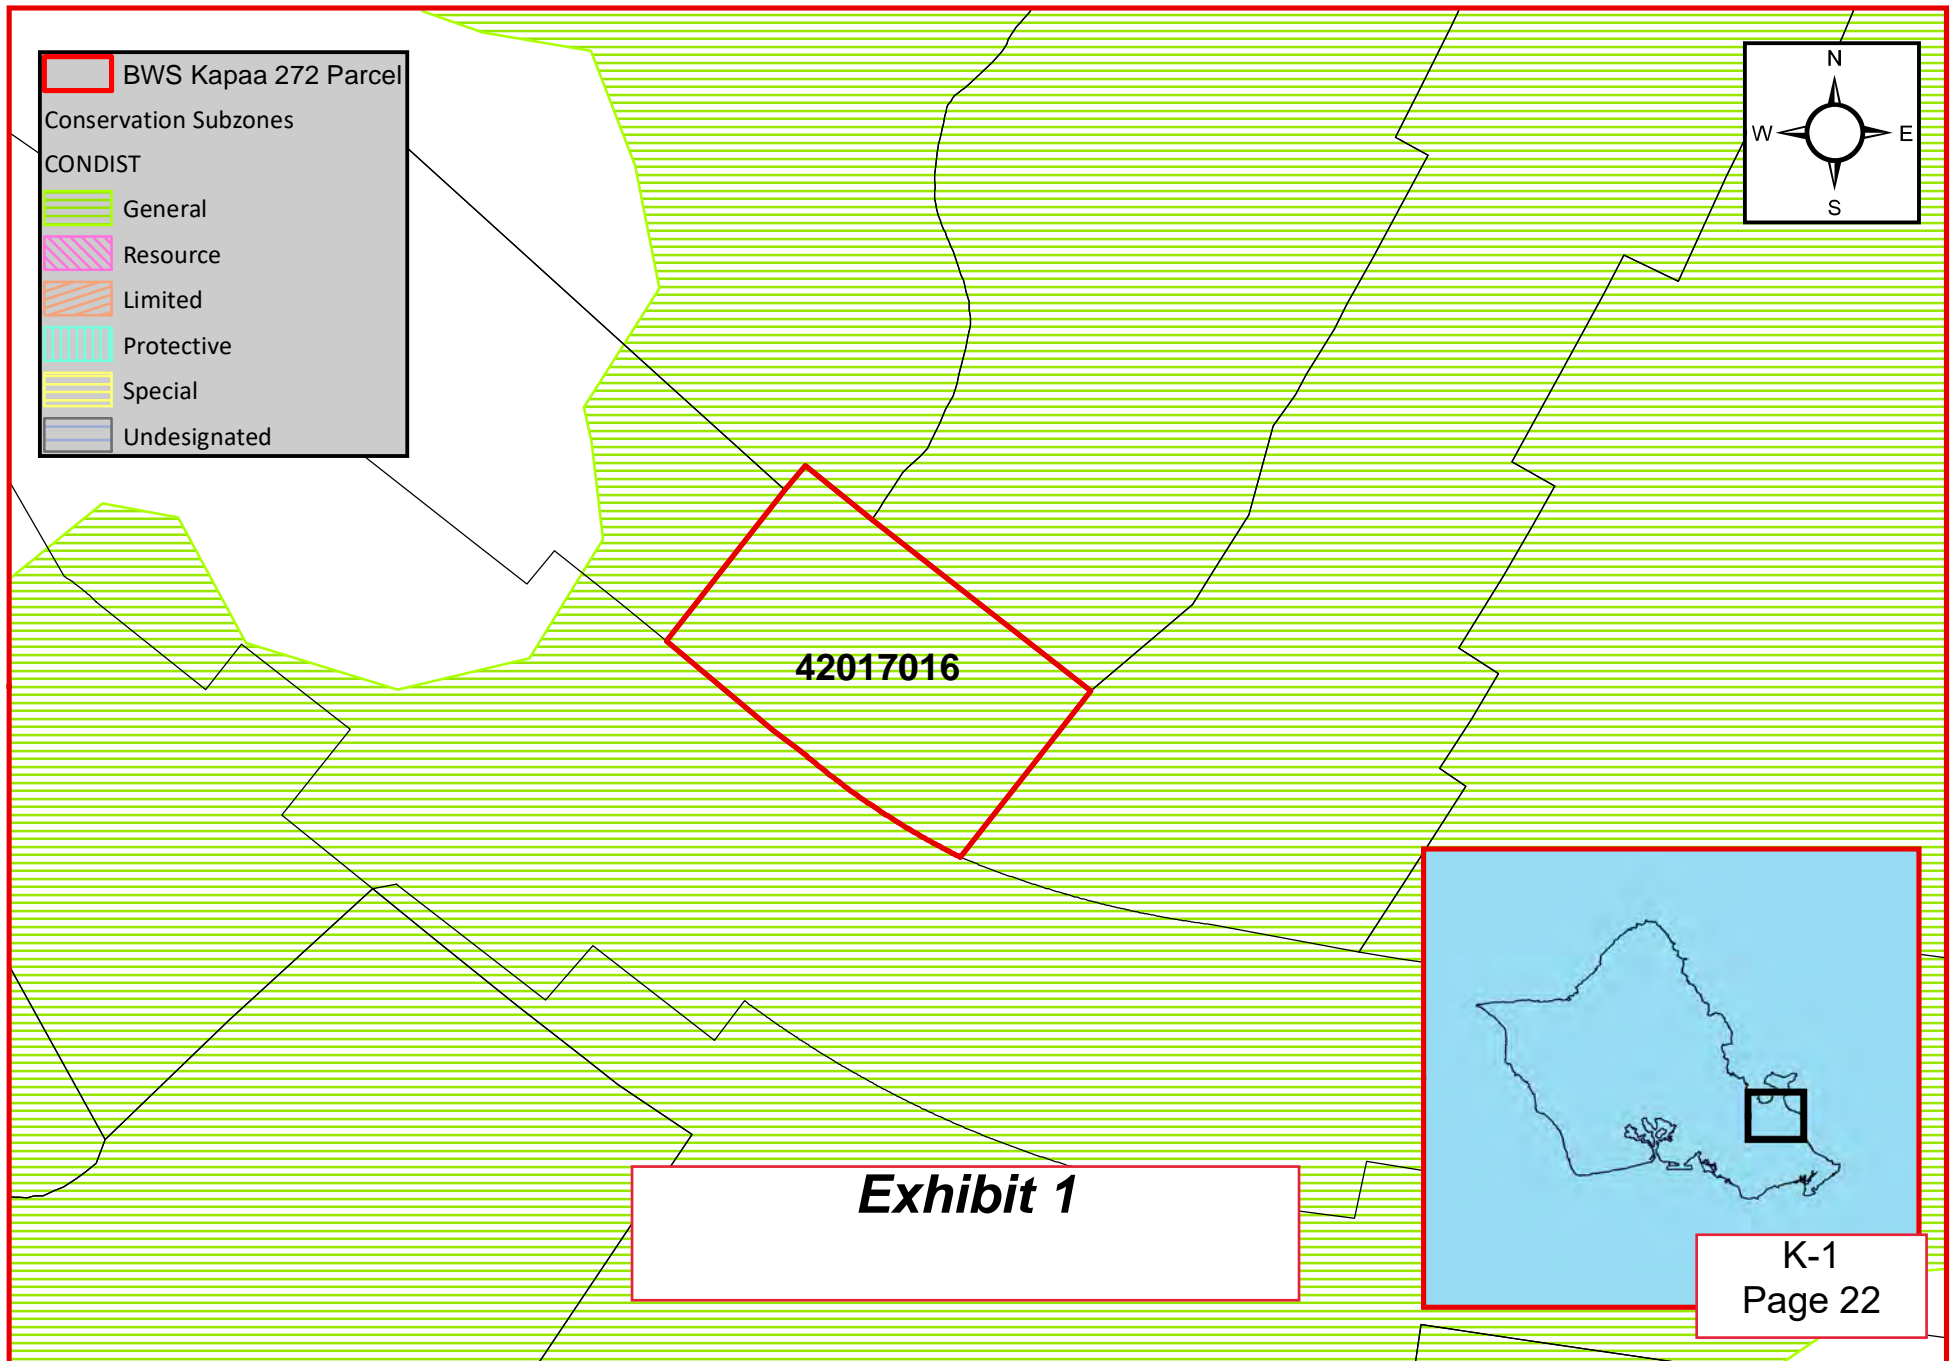 BWS Kapaa 272 Parcel
Conservation Subzones
CONDIST
General
Resource
Limited
Protective
Special
Undesignated
N
W E
S
42017016
Exhibit 1
K-1
Page 22